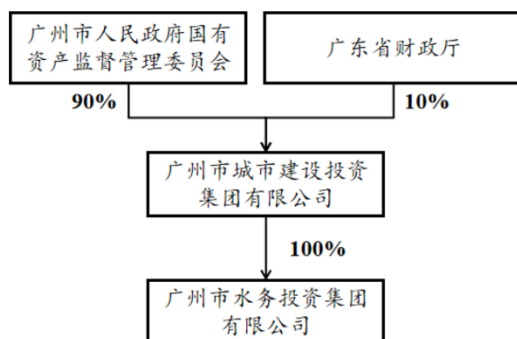 广州市人民政府国有
资产监督管理委员会
广东省财政厅
90%
10%
广州市城市建设投资
集团有限公司
100%
广州市水务投资集团
有限公司